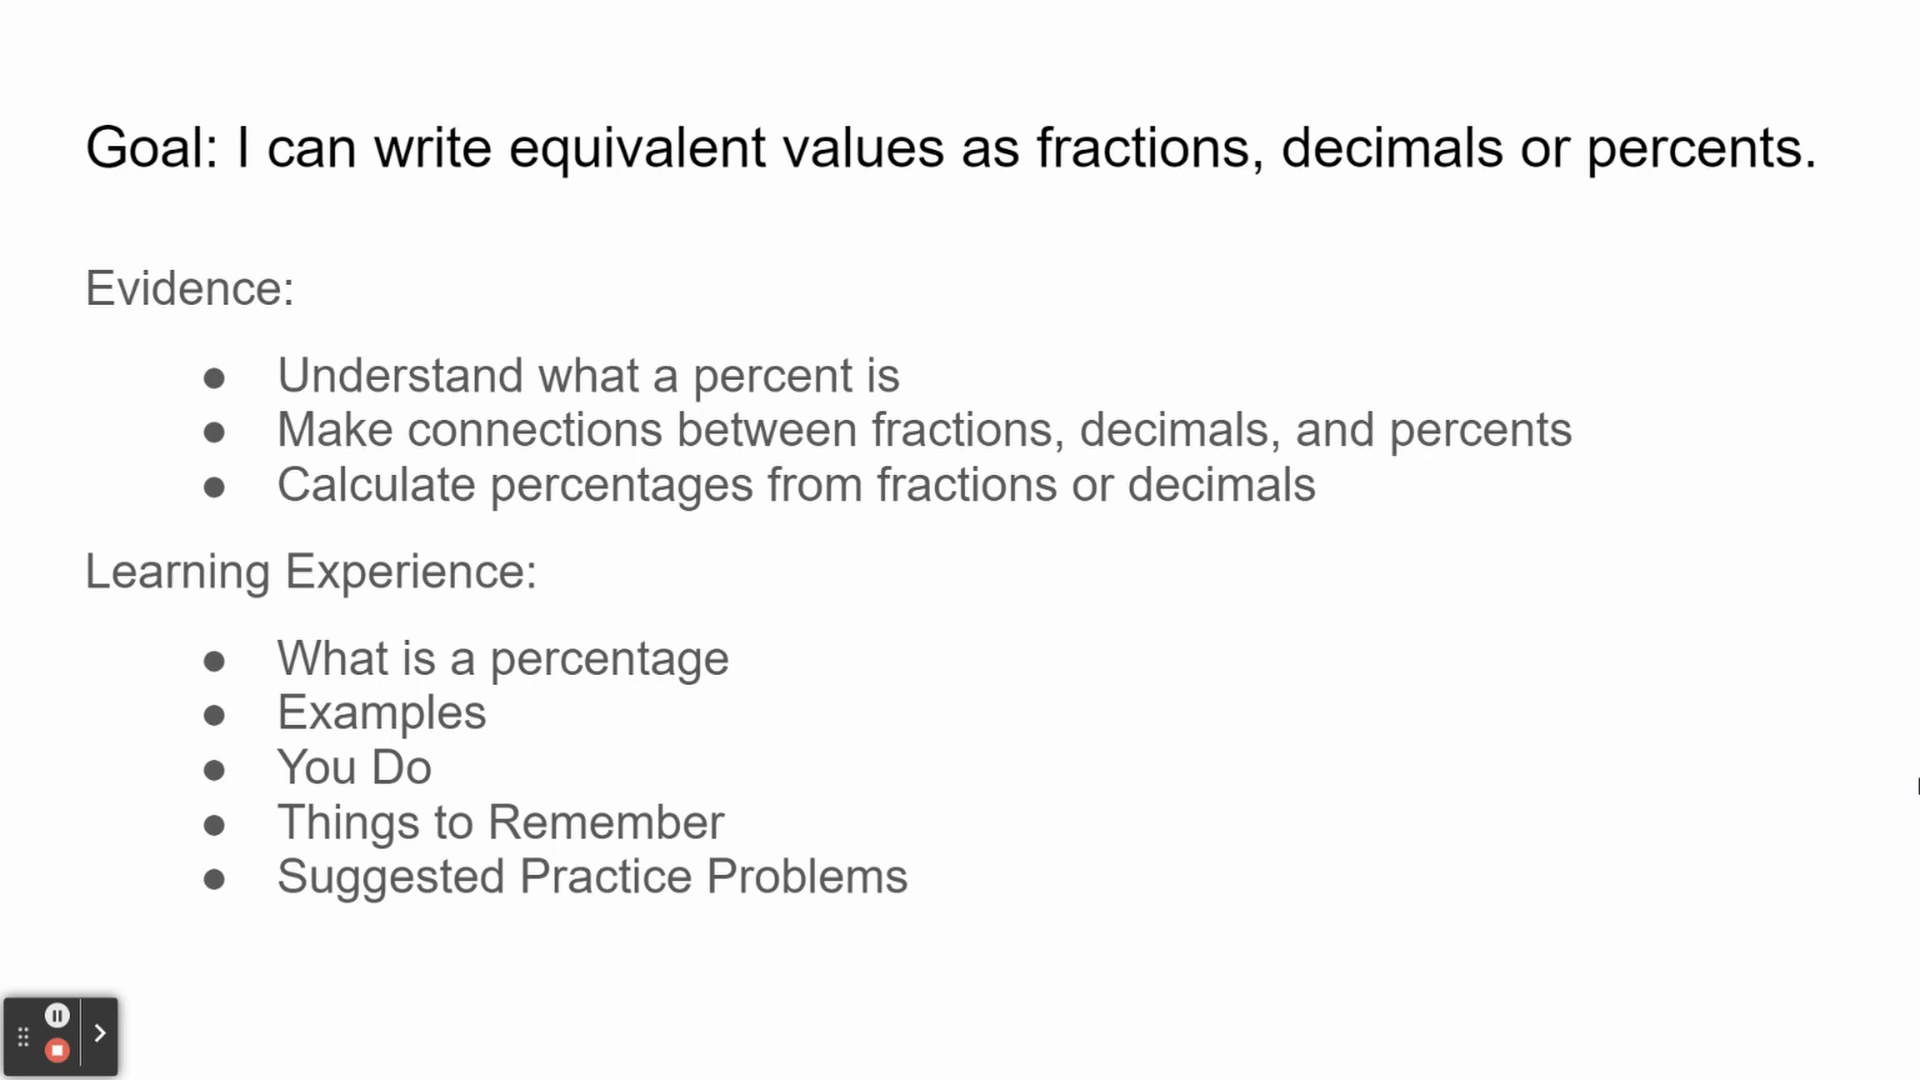 Goal: I can write equivalent values as fractions, decimals or percents.
Evidence:
● Understand what a percent is
● Make connections between fractions, decimals, and percents
● Calculate percentages from fractions or decimals
Learning Experience:
● What is a percentage
● Examples
● You Do
● Things to Remember
● Suggested Practice Problems